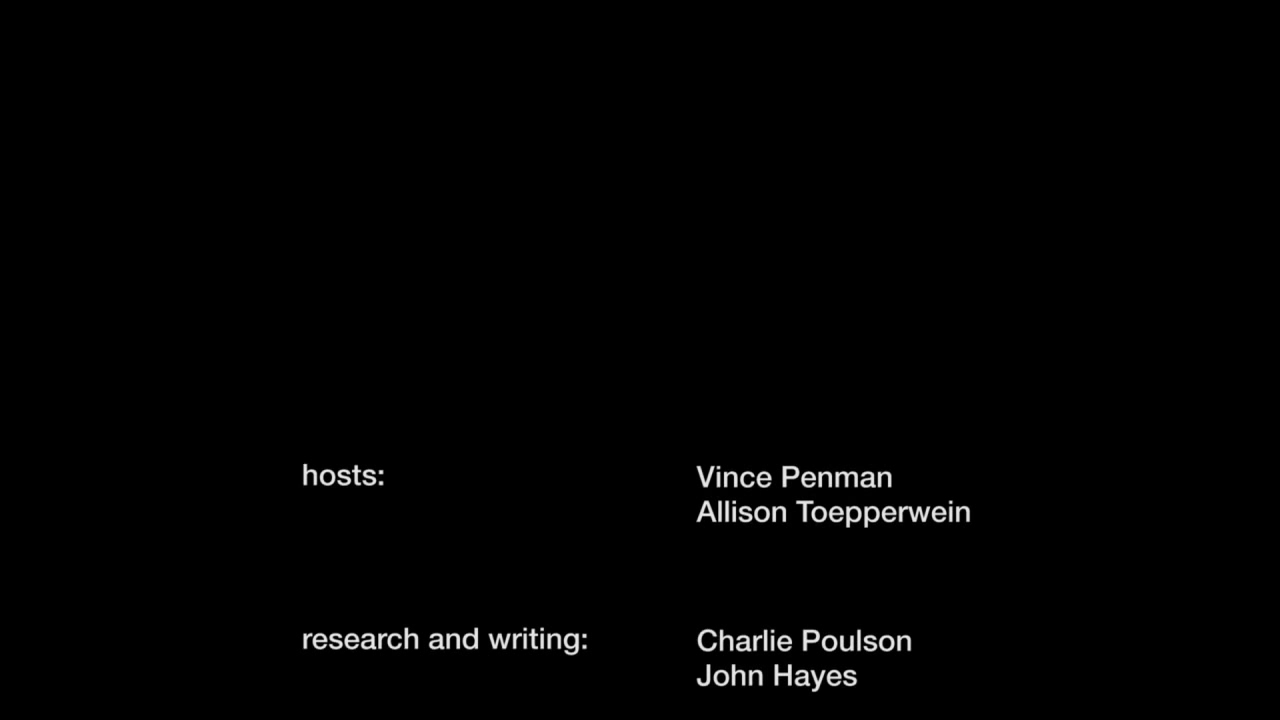 hosts: Vince Penman
Allison Toepperwein
research and writing: Charlie Poulson
John Hayes